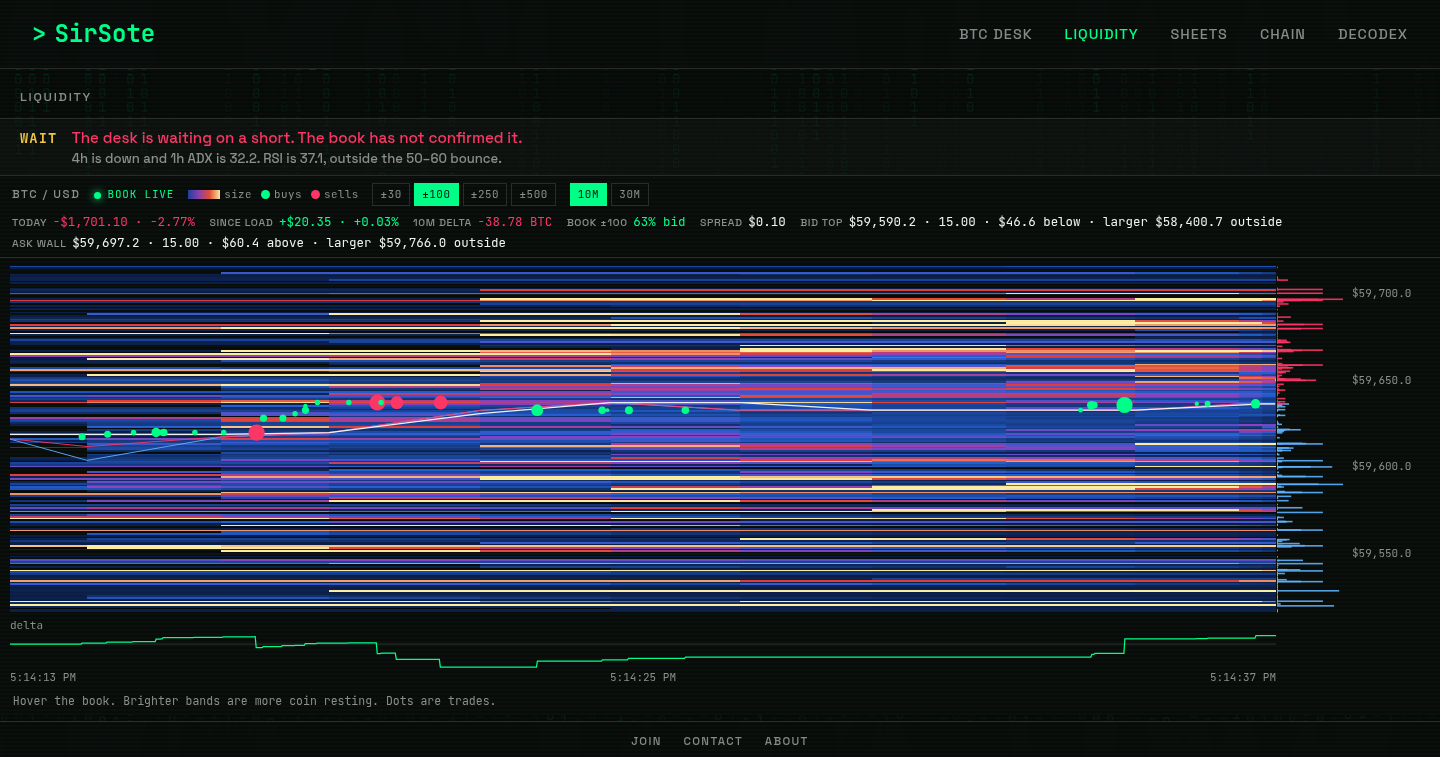 > SirSote
BTC DESK LIQUIDITY SHEETS CHAIN DECODEX
LIQUIDITY
WAIT The desk is waiting on a short. The book has not confirmed it.
4h is down and 1h ADX is 32.2. RSI is 37.1, outside the 50–60 bounce.
BTC / USD BOOK LIVE size buys sells ±30 ±100 ±250 ±500 10M 30M
TODAY -$1,701.10 · -2.77% SINCE LOAD +$20.35 · +0.03% 10M DELTA -38.78 BTC BOOK ±100 63% bid SPREAD $0.10 BID TOP $59,590.2 · 15.00 · $46.6 below · larger $58,400.7 outside
ASK WALL $59,697.2 · 15.00 · $60.4 above · larger $59,766.0 outside
$59,700.0
$59,650.0
$59,600.0
$59,550.0
delta
5:14:13 PM 5:14:25 PM 5:14:37 PM
Hover the book. Brighter bands are more coin resting. Dots are trades.
JOIN CONTACT ABOUT